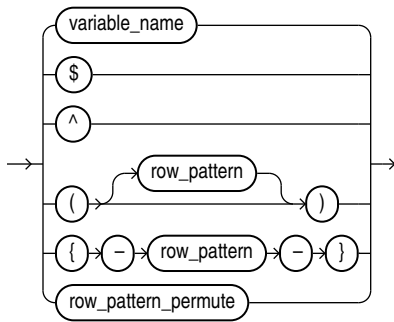 variable_name
$
^
row_pattern
( )
{ – row_pattern – }
row_pattern_permute